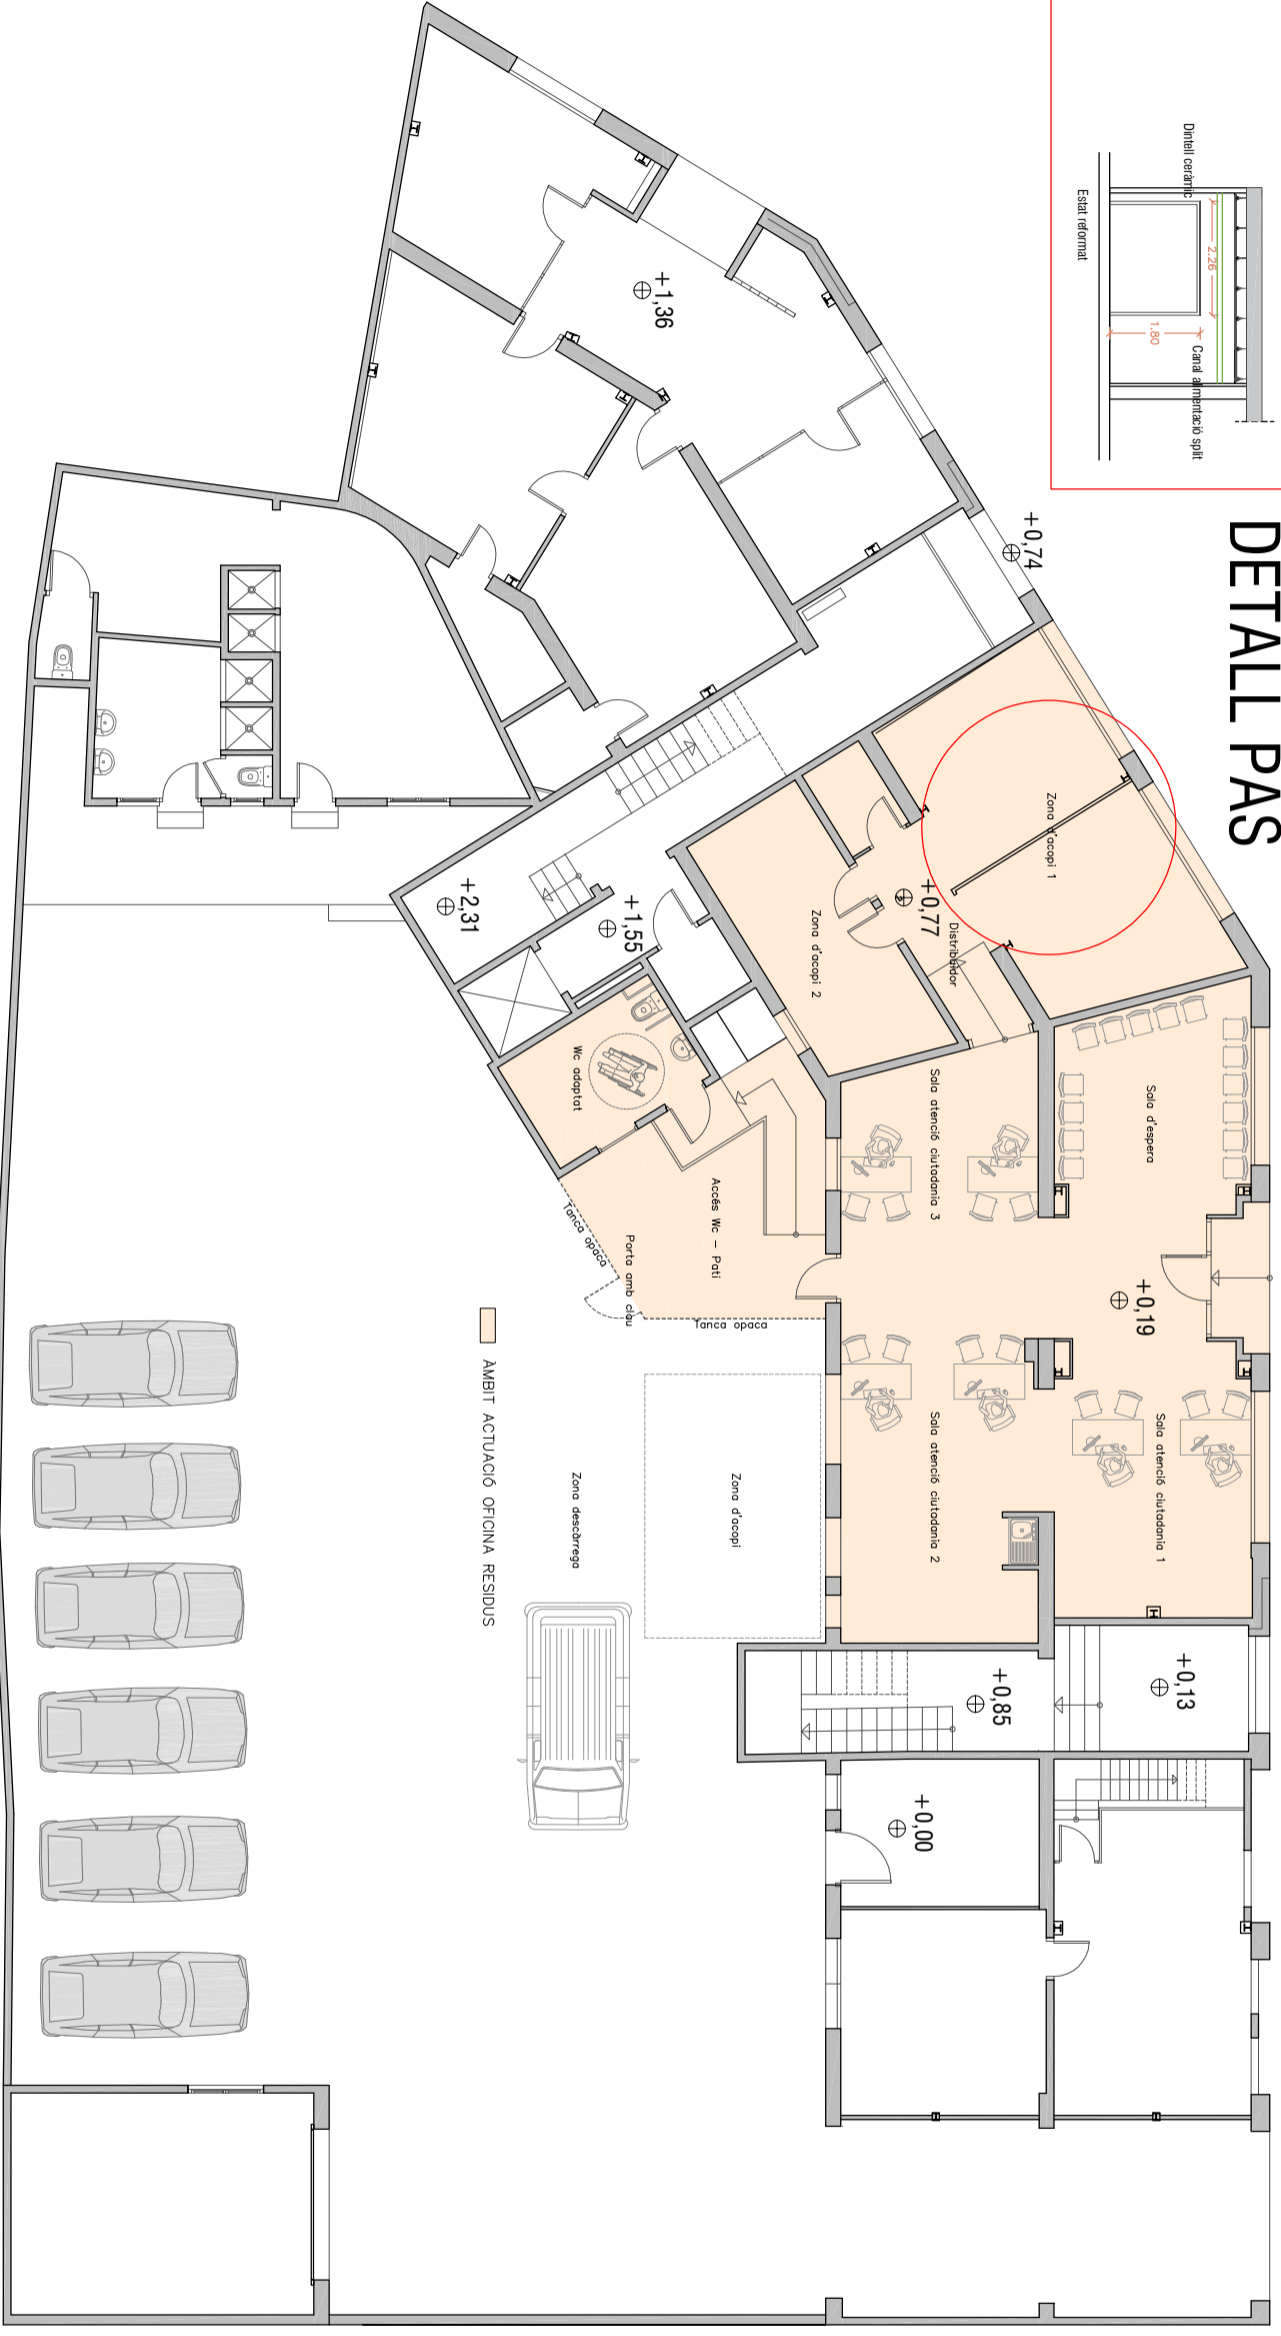 DETALL PAS
Dintell ceràmic
2.26
1.80
Canal alimentació split
Estat reformat
+0,74
+1,36
Zona d'acopi 1
+0,77
Distribuidor
Zona d'acopi 2
+1,55
+2,31
Wc adaptat
Sala d'espera
Sala atenció ciutadania 3
Accés Wc - Pati
Porta amb clau
Tanca opaca
Tanca opaca
+0,19
Sala atenció ciutadania 1
Sala atenció ciutadania 2
Zona d'acopi
Zona descàrrega
ÀMBIT ACTUACIÓ OFICINA RESIDUS
+0,13
+0,85
+0,00